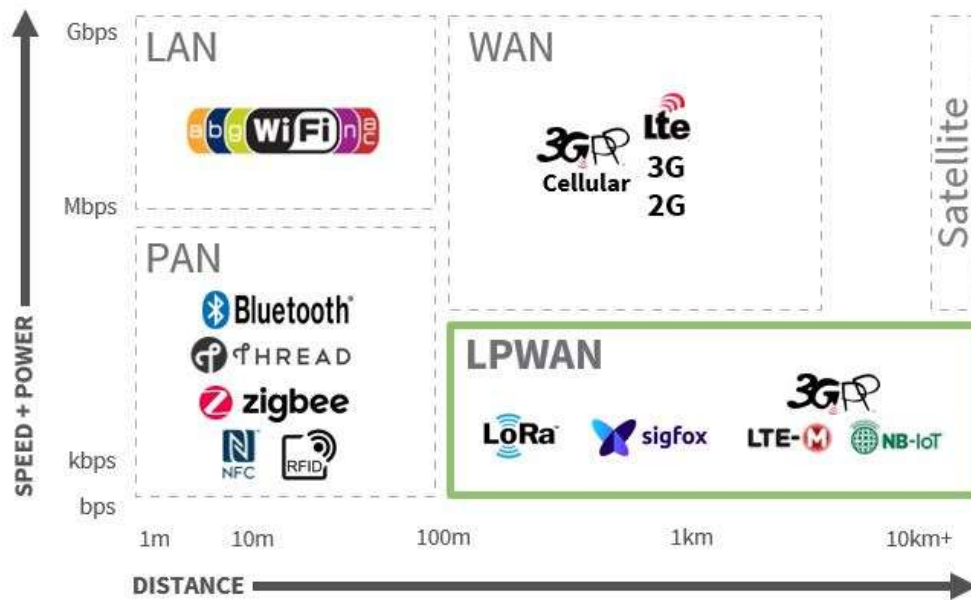 Gbps
LAN
WAN
a b g WiFi n ac
3GPP
Cellular
Lte
3G
2G
Satellite
Mbps
PAN
Bluetooth
THREAD
zigbee
NFC
RFID
LPWAN
LoRa
sigfox
3GPP
LTE-M
NB-IoT
SPEED + POWER
kbps
bps
1m 10m 100m 1km 10km+
DISTANCE